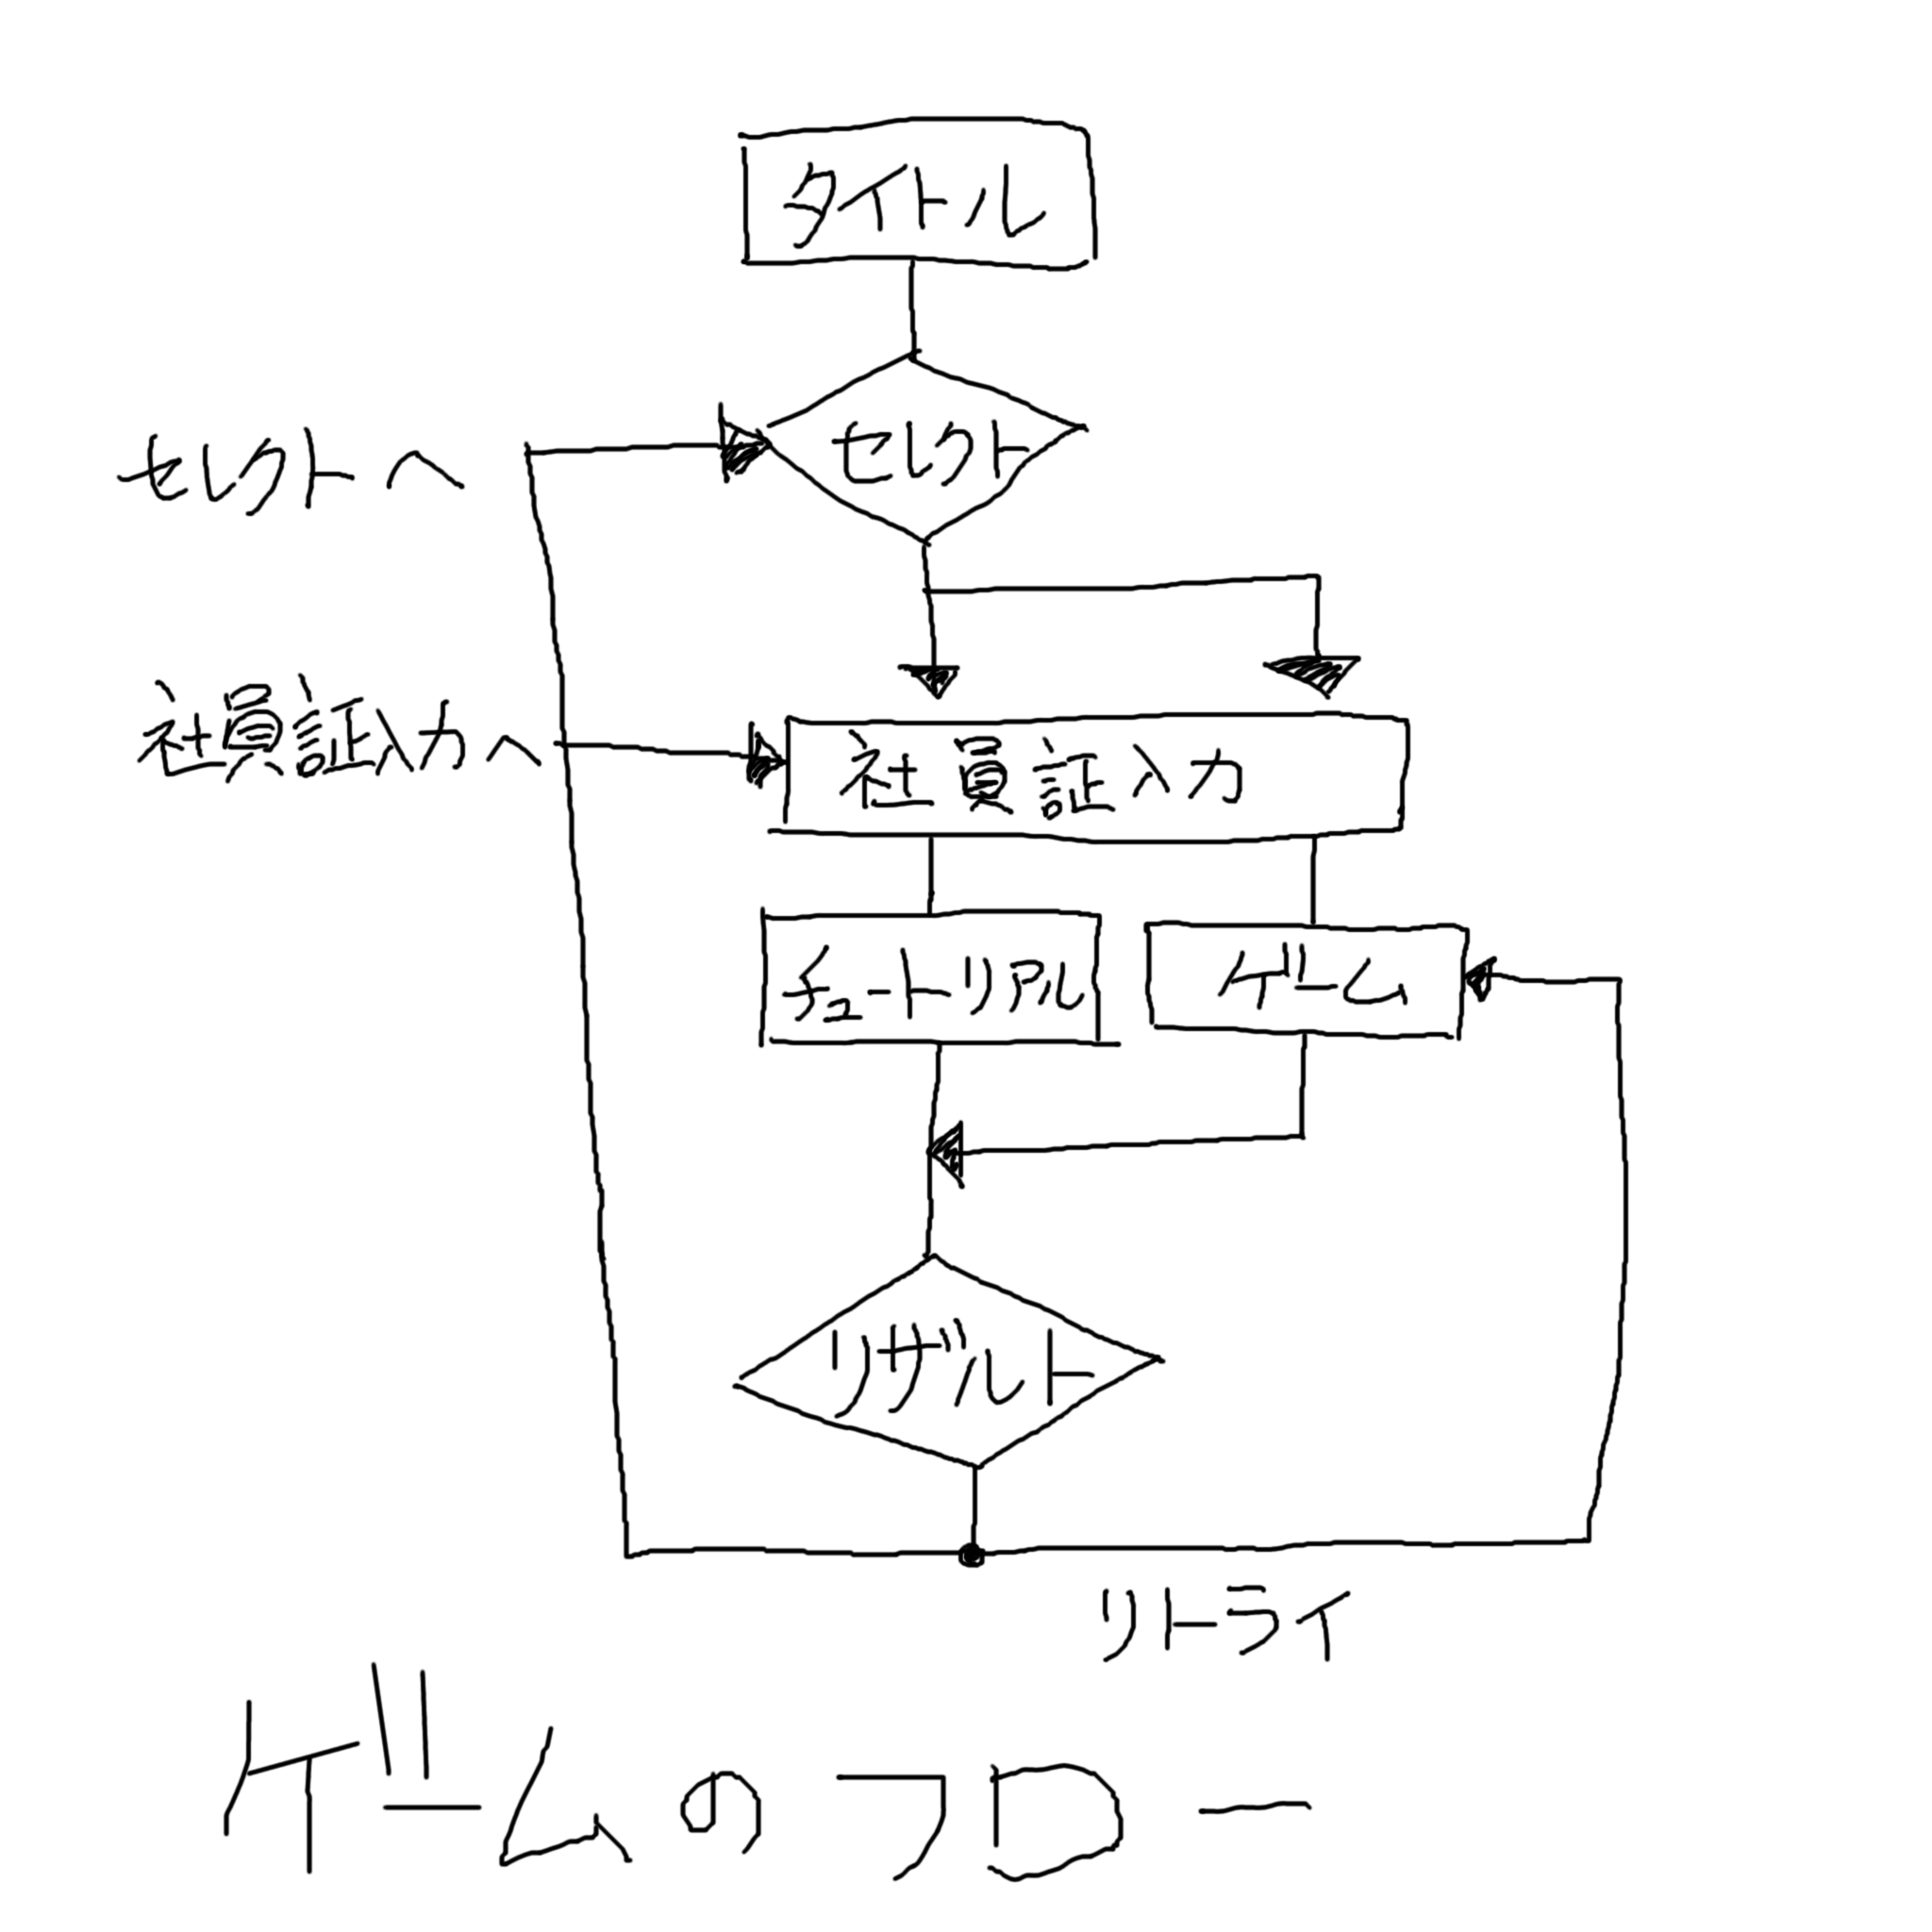 タイトル
セレクト
セレクトへ
社員証入力へ
社員証入力
チュートリアル
ゲーム
リザルト
リトライ
ゲームのフロー